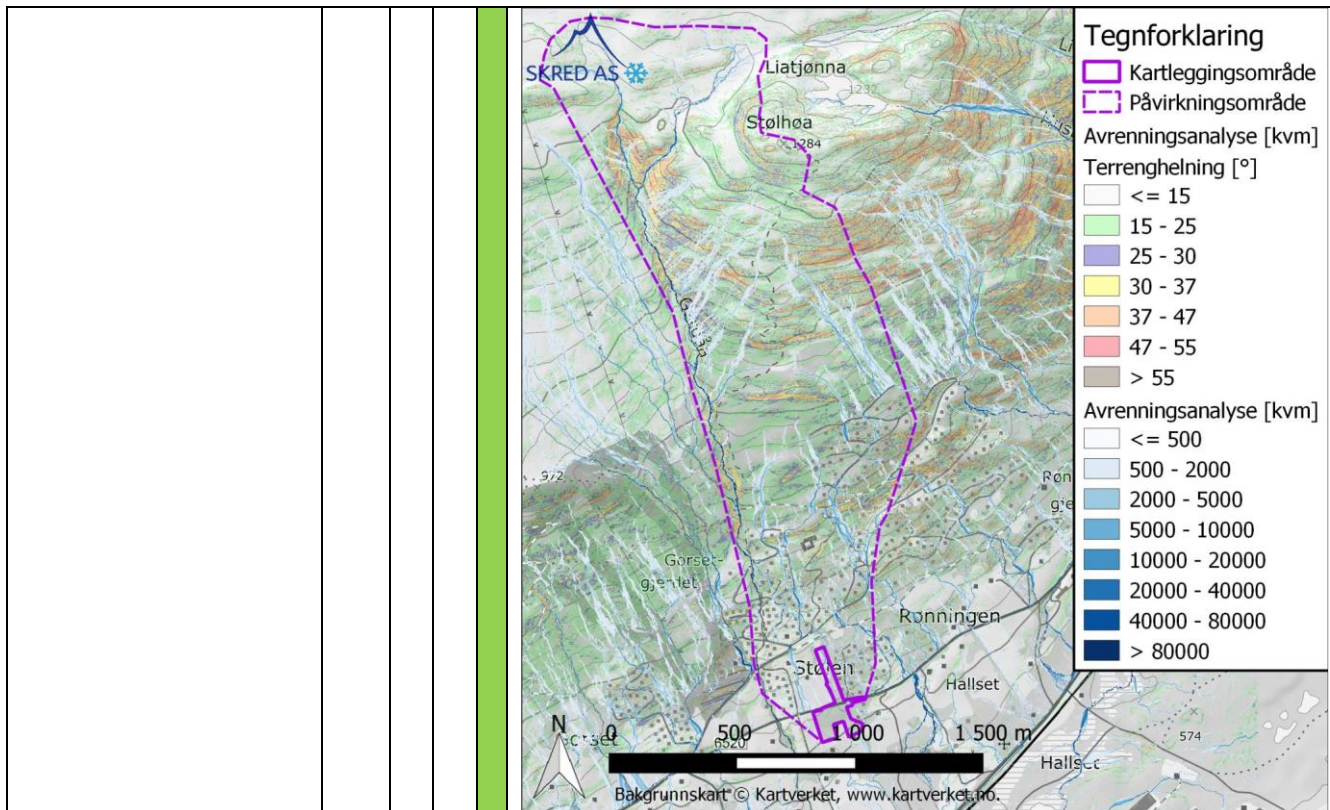 SKRED AS
Liatjønna
1232
Stølhøa
1284
972
Gorset-
gjerdet
Rønningen
Stølen
Hallset
N
0 500 1 000 1 500 m
6520
574
Hallset
Bakgrunnskart © Kartverket, www.kartverket.no.
Tegnforklaring
Kartleggingsområde
Påvirkningsområde
Avrenningsanalyse [kvm]
Terrenghelning [°]
<= 15
15 - 25
25 - 30
30 - 37
37 - 47
47 - 55
> 55
Avrenningsanalyse [kvm]
<= 500
500 - 2000
2000 - 5000
5000 - 10000
10000 - 20000
20000 - 40000
40000 - 80000
> 80000